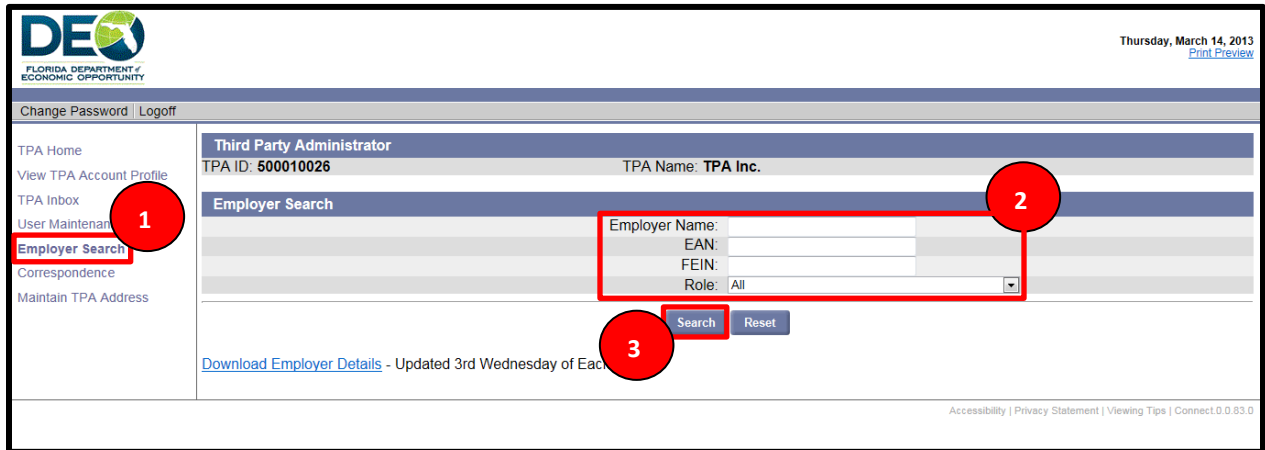 DEO
FLORIDA DEPARTMENT of
ECONOMIC OPPORTUNITY
Thursday, March 14, 2013
Print Preview
Change Password | Logoff
TPA Home
View TPA Account Profile
TPA Inbox
User
1
Employer Search
Correspondence
Maintain TPA Address
Third Party Administrator
TPA ID: 500010026 TPA Name: TPA Inc.
Employer Search
2
Employer Name:
EAN:
FEIN:
Role: All
Search Reset
3
Download Employer Details - Updated 3rd Wednesday of
Accessibility | Privacy Statement | Viewing Tips | Connect.0.0.83.0